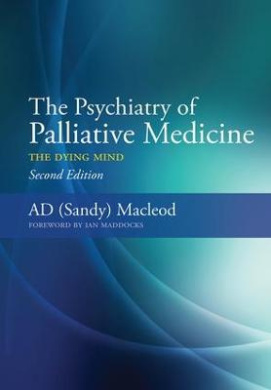 The Psychiatry of
Palliative Medicine
THE DYING MIND
Second Edition
AD (Sandy) Macleod
FOREWORD BY IAN MADDOCKS